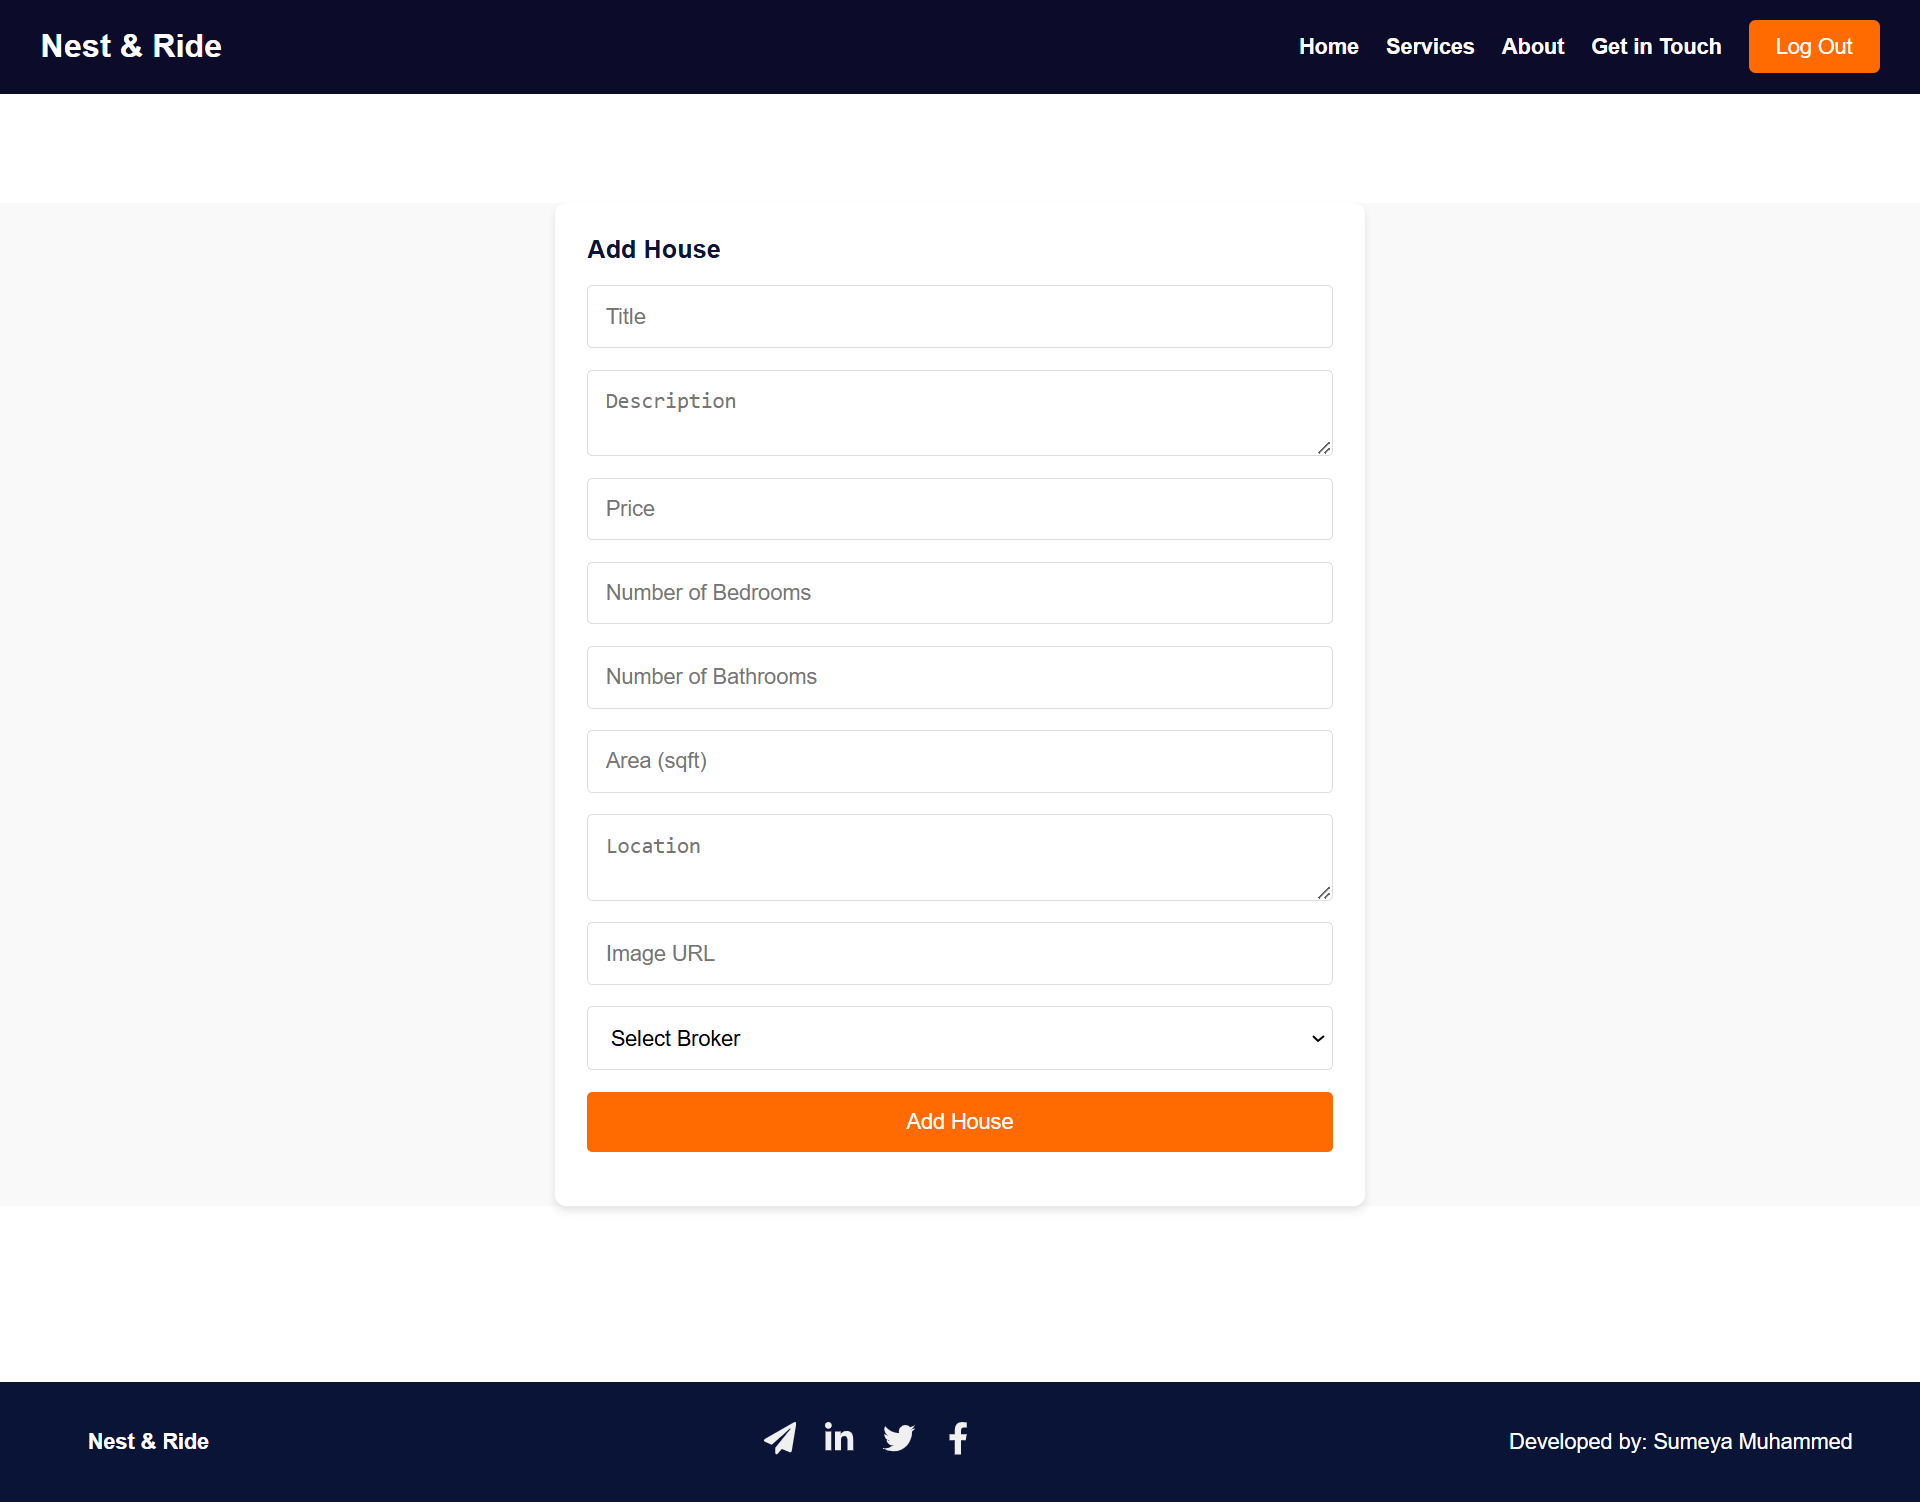 Nest & Ride
Home Services About Get in Touch Log Out
Add House
Title
Description
Price
Number of Bedrooms
Number of Bathrooms
Area (sqft)
Location
Image URL
Select Broker
Add House
Nest & Ride
Developed by: Sumeya Muhammed